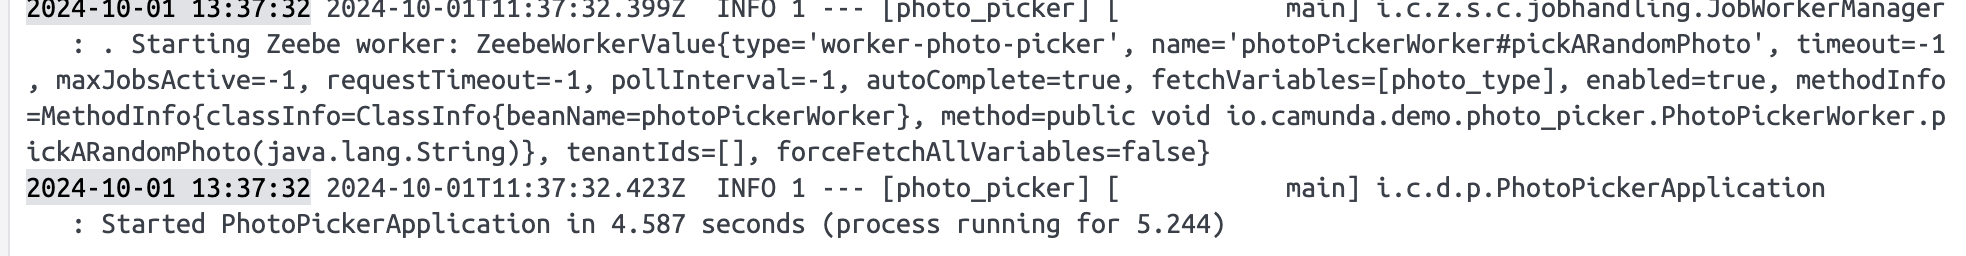 2024-10-01 13:37:32 2024-10-01T11:37:32.399Z  INFO 1 --- [photo_picker] [           main] i.c.z.s.c.jobhandling.JobWorkerManager
   : . Starting Zeebe worker: ZeebeWorkerValue{type='worker-photo-picker', name='photoPickerWorker#pickARandomPhoto', timeout=-1
, maxJobsActive=-1, requestTimeout=-1, pollInterval=-1, autoComplete=true, fetchVariables=[photo_type], enabled=true, methodInfo
=MethodInfo{classInfo=ClassInfo{beanName=photoPickerWorker}, method=public void io.camunda.demo.photo_picker.PhotoPickerWorker.p
ickARandomPhoto(java.lang.String)}, tenantIds=[], forceFetchAllVariables=false}
2024-10-01 13:37:32 2024-10-01T11:37:32.423Z  INFO 1 --- [photo_picker] [           main] i.c.d.p.PhotoPickerApplication
   : Started PhotoPickerApplication in 4.587 seconds (process running for 5.244)